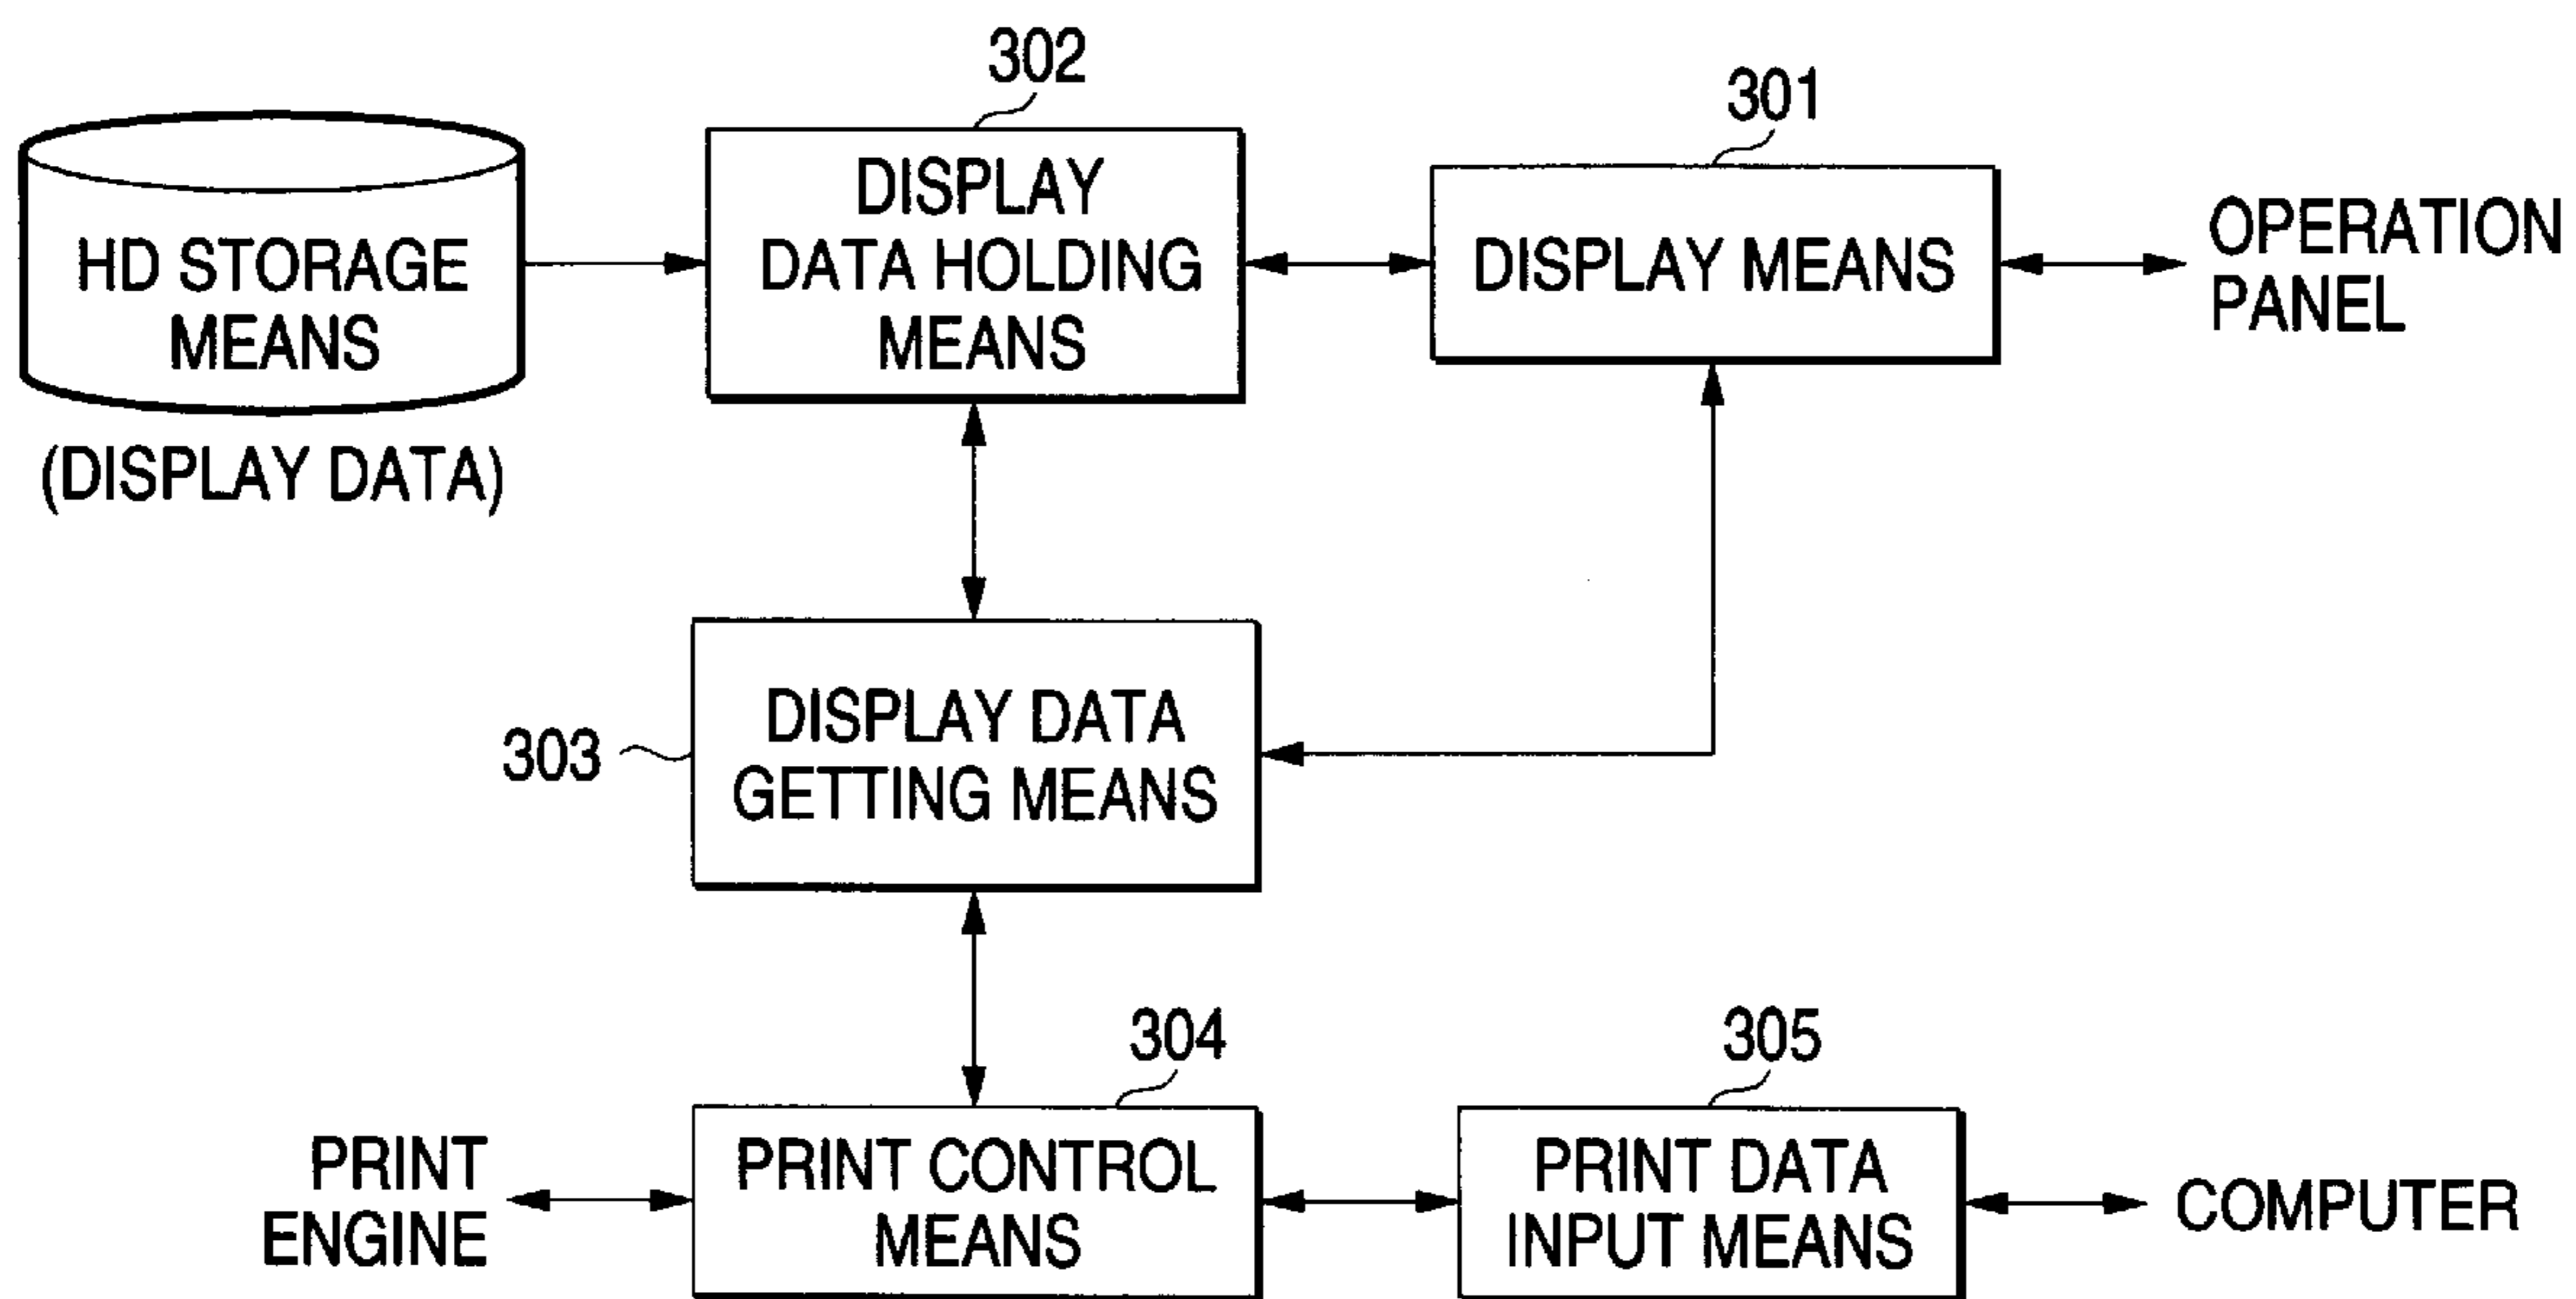 302
301
HD STORAGE
MEANS
(DISPLAY DATA)
DISPLAY
DATA HOLDING
MEANS
DISPLAY MEANS
OPERATION
PANEL
303
DISPLAY DATA
GETTING MEANS
304
305
PRINT
ENGINE
PRINT CONTROL
MEANS
PRINT DATA
INPUT MEANS
COMPUTER